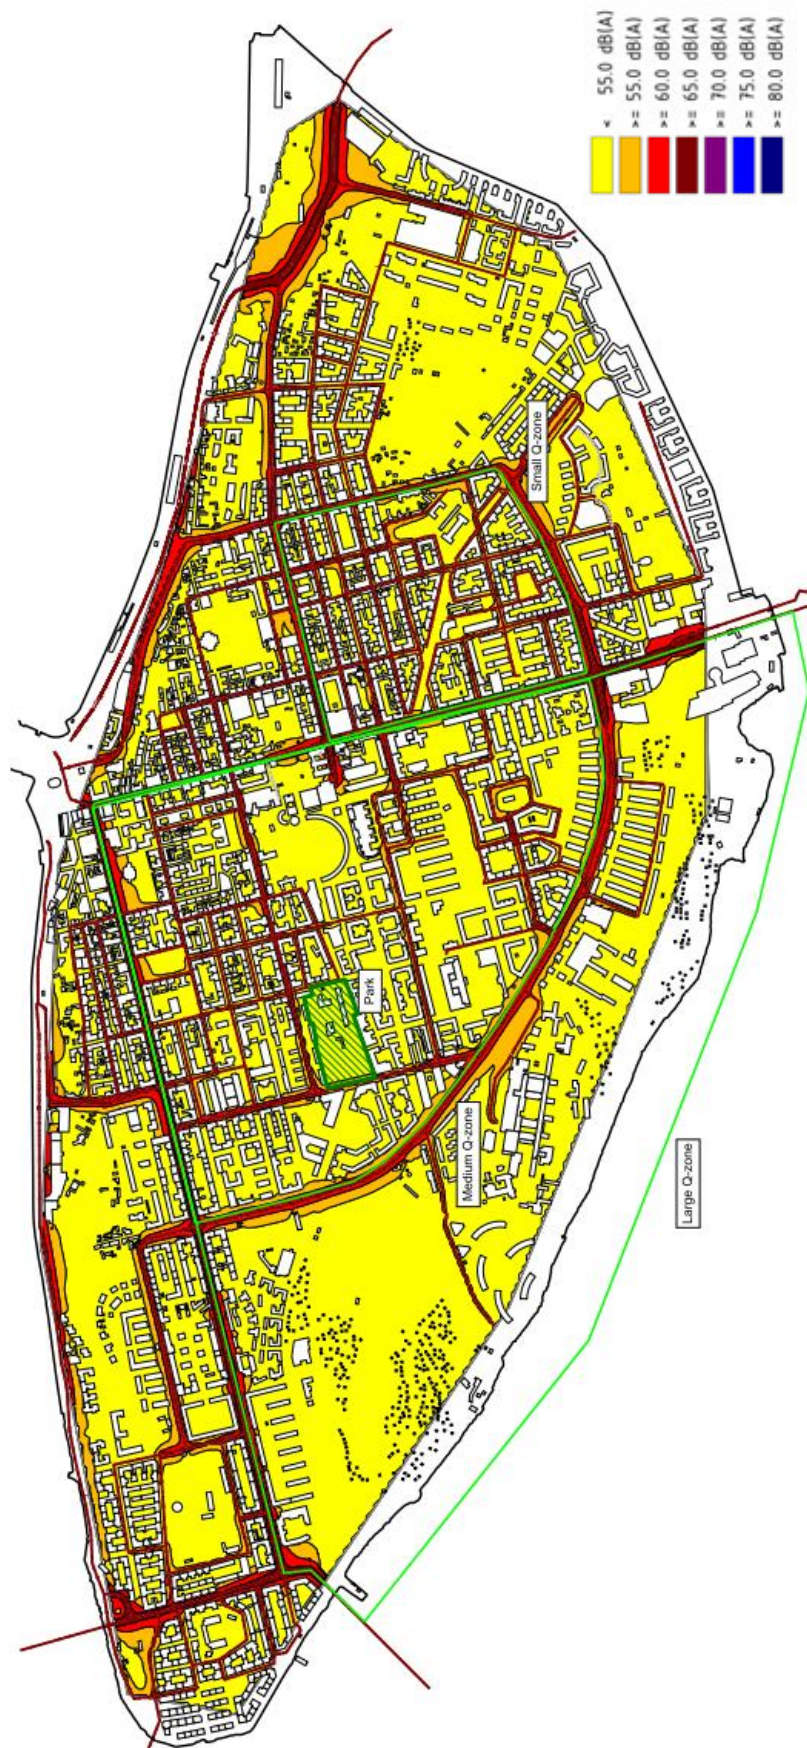 < 55.0 dB(A)
>= 55.0 dB(A)
>= 60.0 dB(A)
>= 65.0 dB(A)
>= 70.0 dB(A)
>= 75.0 dB(A)
>= 80.0 dB(A)
Small Q-zone
Park
Medium Q-zone
Large Q-zone